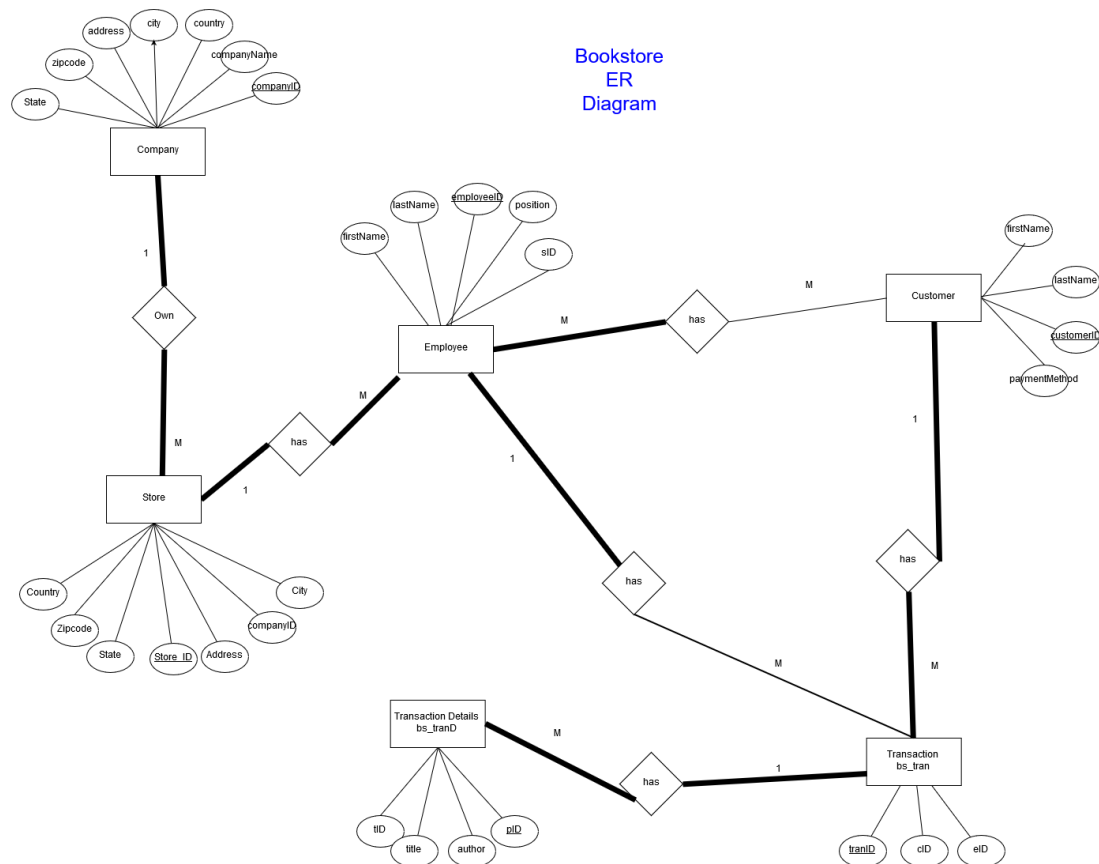 Bookstore
ER
Diagram
city
address
country
companyName
zipcode
companyID
State
Company
1
Own
M
Store
Country
Zipcode
State
Store_ID
Address
companyID
City
1
has
M
firstName
lastName
employeeID
position
sID
Employee
M
has
M
Customer
firstName
lastName
customerID
paymentMethod
1
has
M
1
has
M
Transaction Details
bs_tranD
tID
title
author
pID
M
has
1
Transaction
bs_tran
tranID
cID
eID